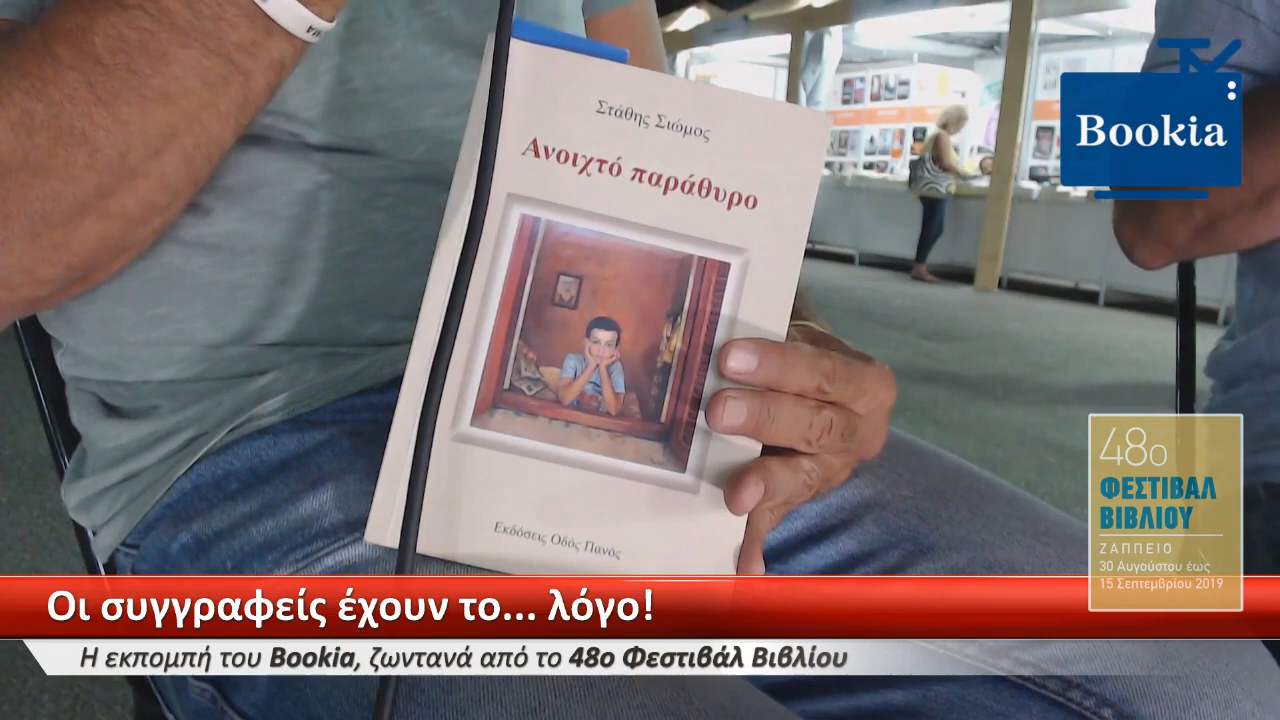 Στάθης Σιώμος
Ανοιχτό παράθυρο
Εκδόσεις Οδός Πανός
Bookia
48ο
ΦΕΣΤΙΒΑΛ
ΒΙΒΛΙΟΥ
ΖΑΠΠΕΙΟ
30 Αυγούστου έως
15 Σεπτεμβρίου 2019
Οι συγγραφείς έχουν το... λόγο!
Η εκπομπή του Bookia, ζωντανά από το 48ο Φεστιβάλ Βιβλίου